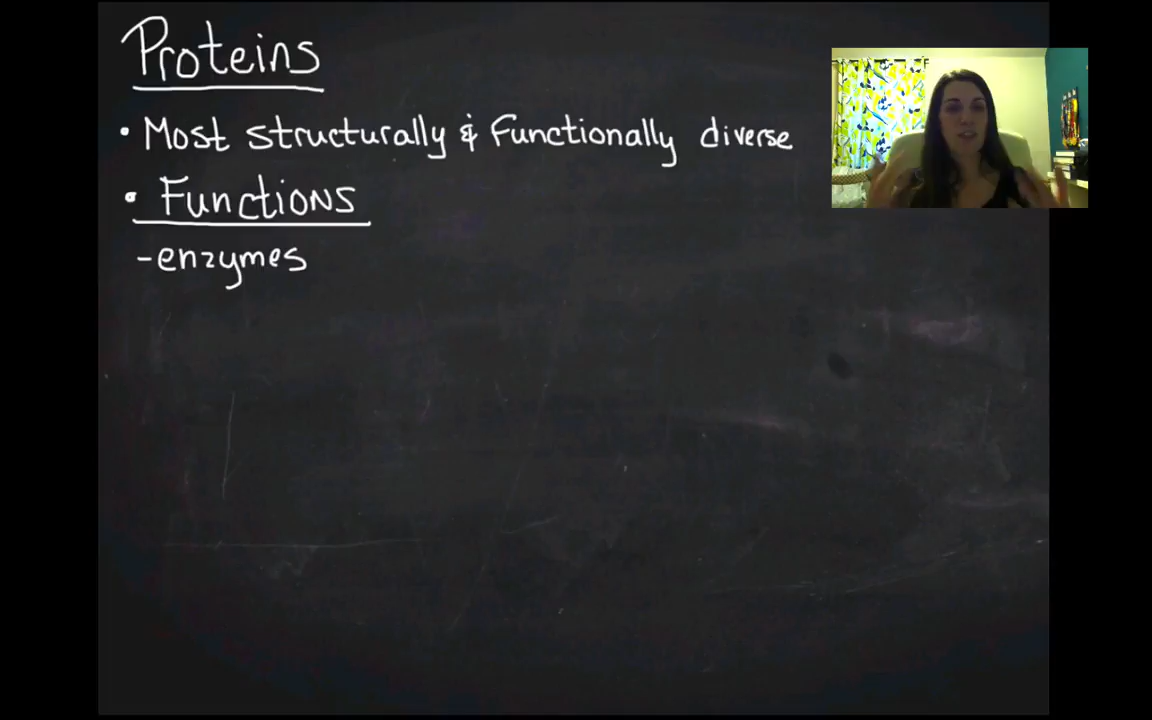 Proteins
• Most structurally & Functionally diverse
• Functions
-enzymes